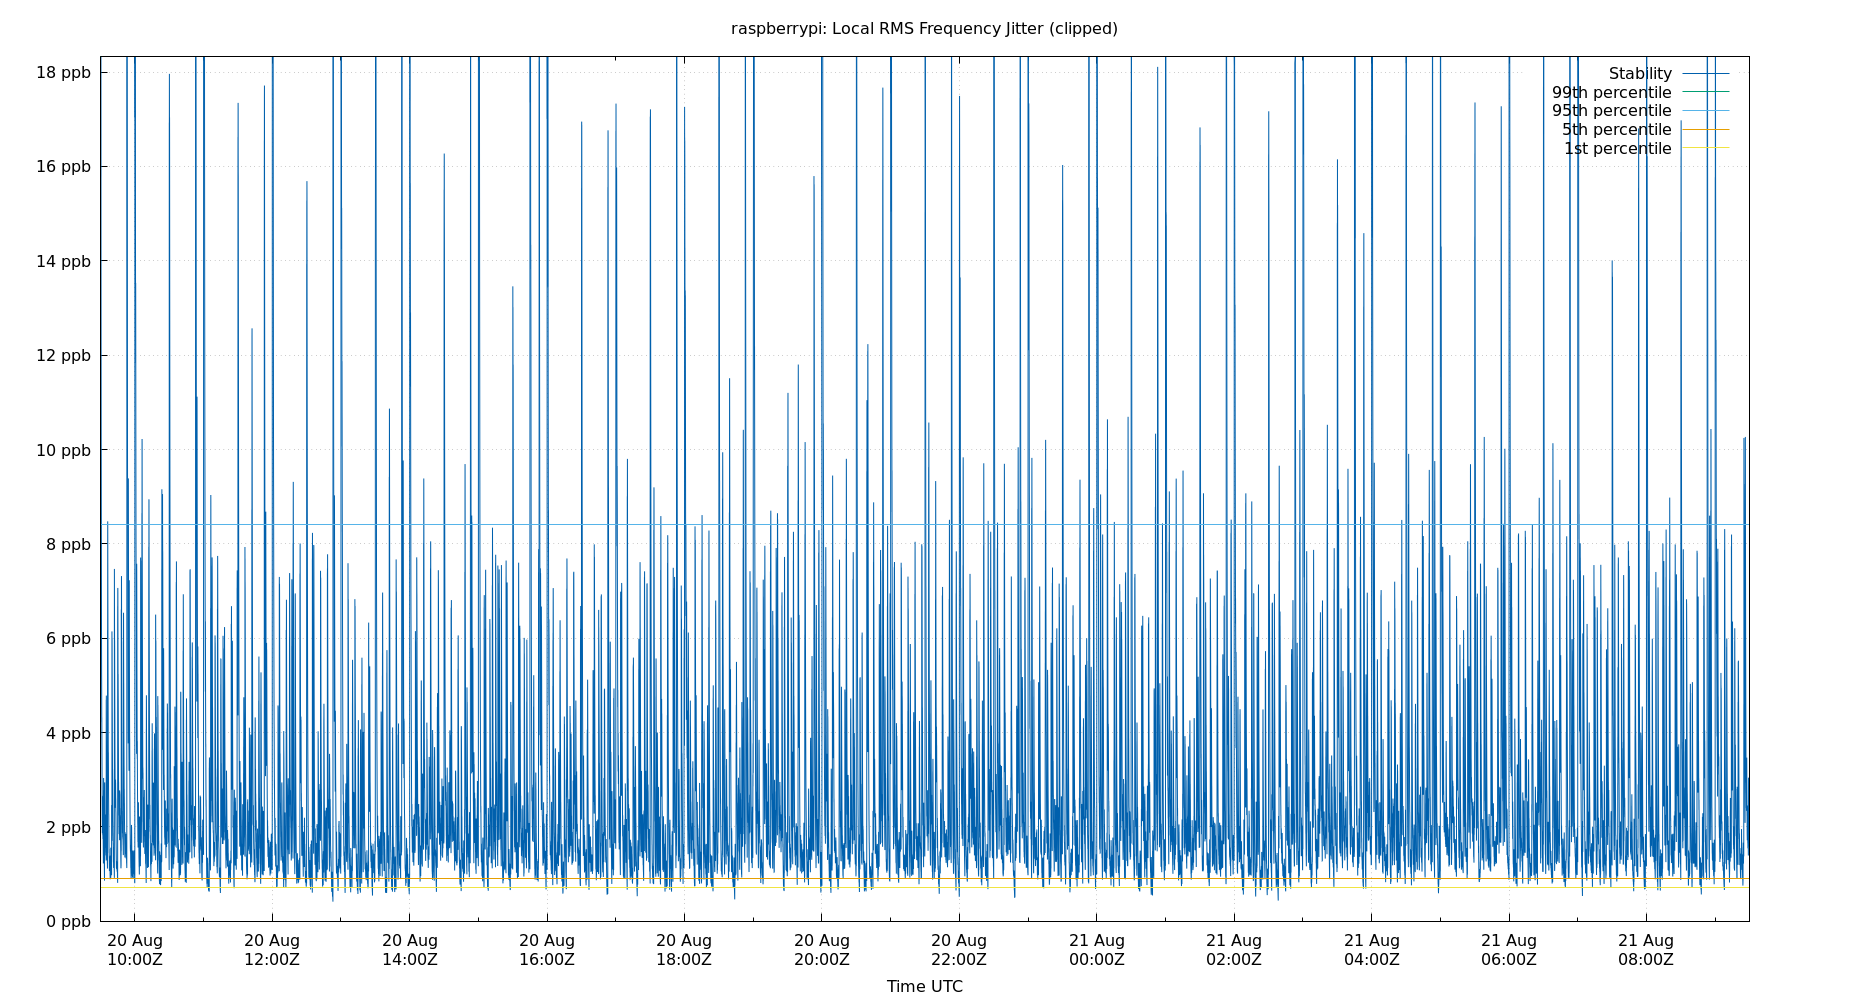 raspberrypi: Local RMS Frequency Jitter (clipped)
18 ppb
16 ppb
14 ppb
12 ppb
10 ppb
8 ppb
6 ppb
4 ppb
2 ppb
0 ppb
Stability
99th percentile
95th percentile
5th percentile
1st percentile
20 Aug 20 Aug 20 Aug 20 Aug 20 Aug 20 Aug 20 Aug 21 Aug 21 Aug 21 Aug 21 Aug 21 Aug
10:00Z 12:00Z 14:00Z 16:00Z 18:00Z 20:00Z 22:00Z 00:00Z 02:00Z 04:00Z 06:00Z 08:00Z
Time UTC